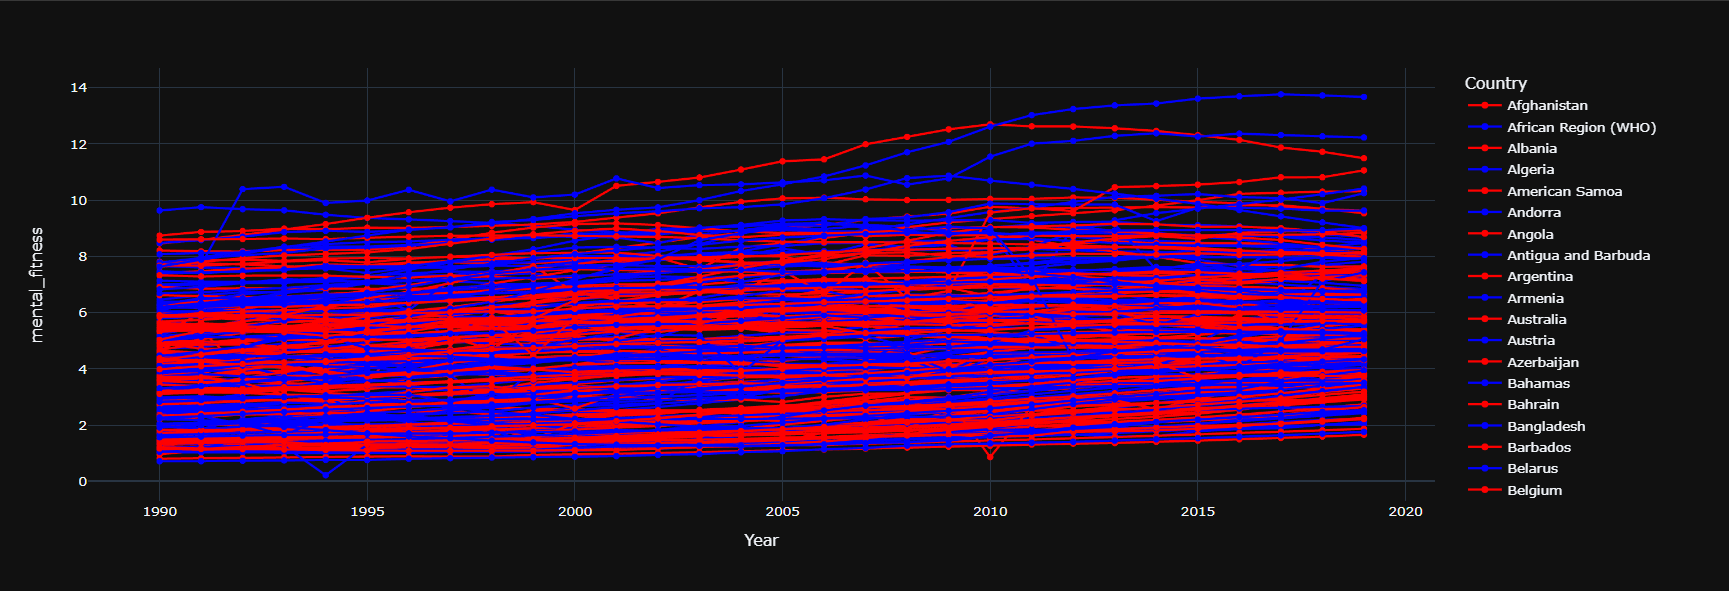 mental_fitness
14
12
10
8
6
4
2
0
1990 1995 2000 2005 2010 2015 2020
Year
Country
Afghanistan
African Region (WHO)
Albania
Algeria
American Samoa
Andorra
Angola
Antigua and Barbuda
Argentina
Armenia
Australia
Austria
Azerbaijan
Bahamas
Bahrain
Bangladesh
Barbados
Belarus
Belgium